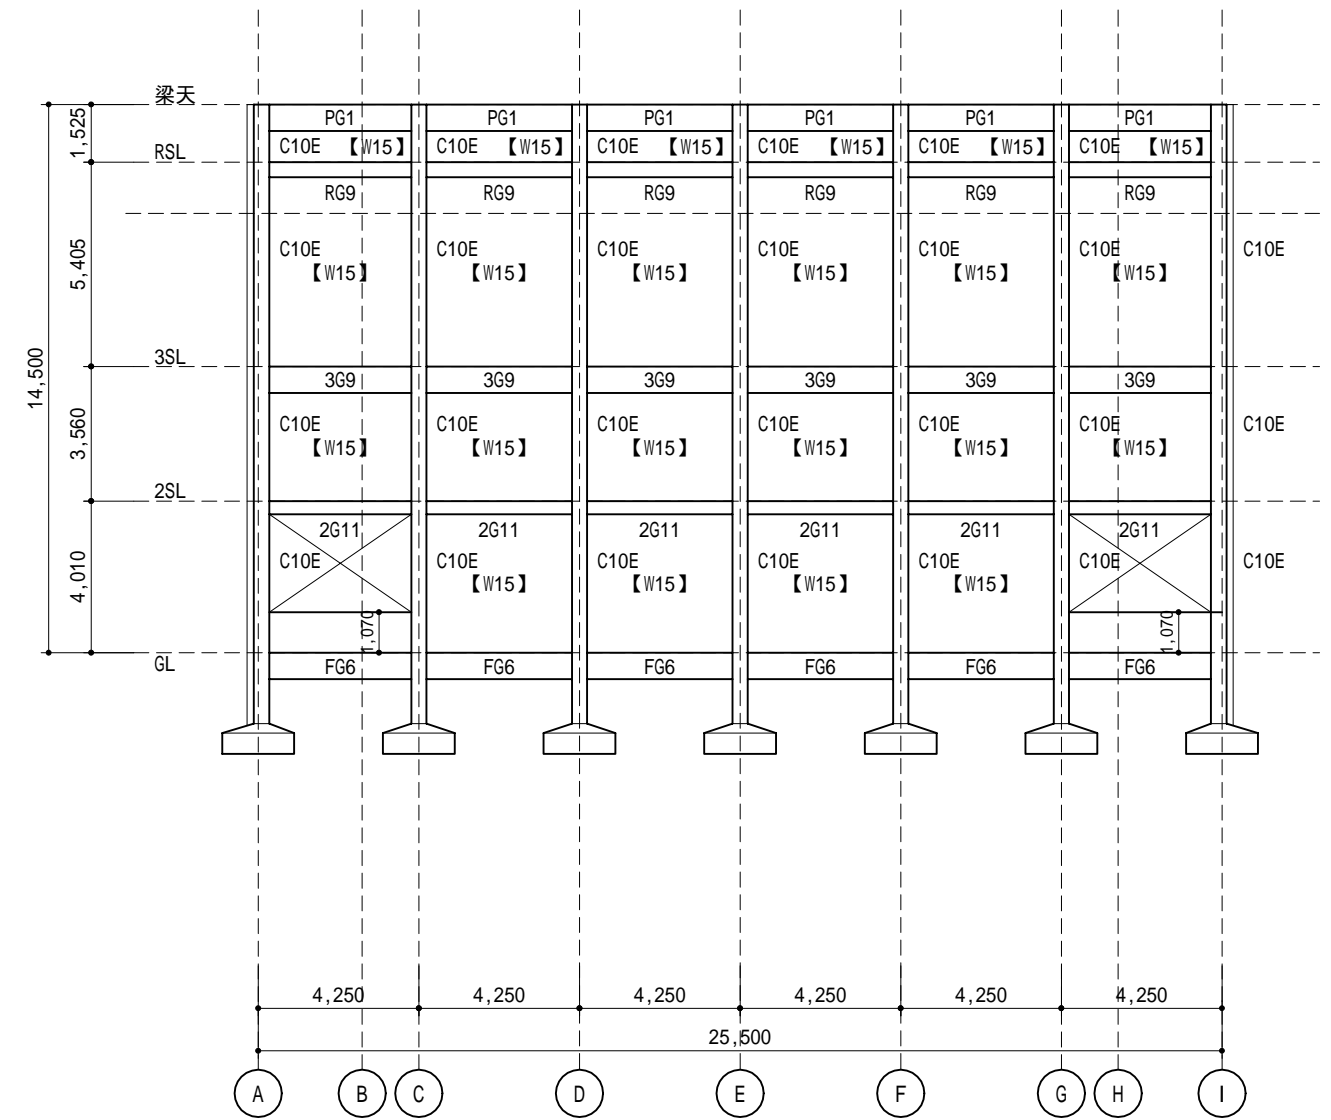 梁天
PG1 PG1 PG1 PG1 PG1 PG1
1,525
C10E 【W15】 C10E 【W15】 C10E 【W15】 C10E 【W15】 C10E 【W15】 C10E 【W15】
RSL
RG9 RG9 RG9 RG9 RG9 RG9
C10E C10E C10E C10E C10E C10E C10E
5,405
【W15】 【W15】 【W15】 【W15】 【W15】 【W15】
3SL
14,500
3G9 3G9 3G9 3G9 3G9 3G9
C10E C10E C10E C10E C10E C10E C10E
3,560
【W15】 【W15】 【W15】 【W15】 【W15】 【W15】
2SL
2G11 2G11 2G11 2G11 2G11 2G11
C10E C10E C10E C10E C10E C10E C10E
4,010
【W15】 【W15】 【W15】 【W15】
1,070 1,070
GL
FG6 FG6 FG6 FG6 FG6 FG6
4,250 4,250 4,250 4,250 4,250 4,250
25,500
A B C D E F G H I